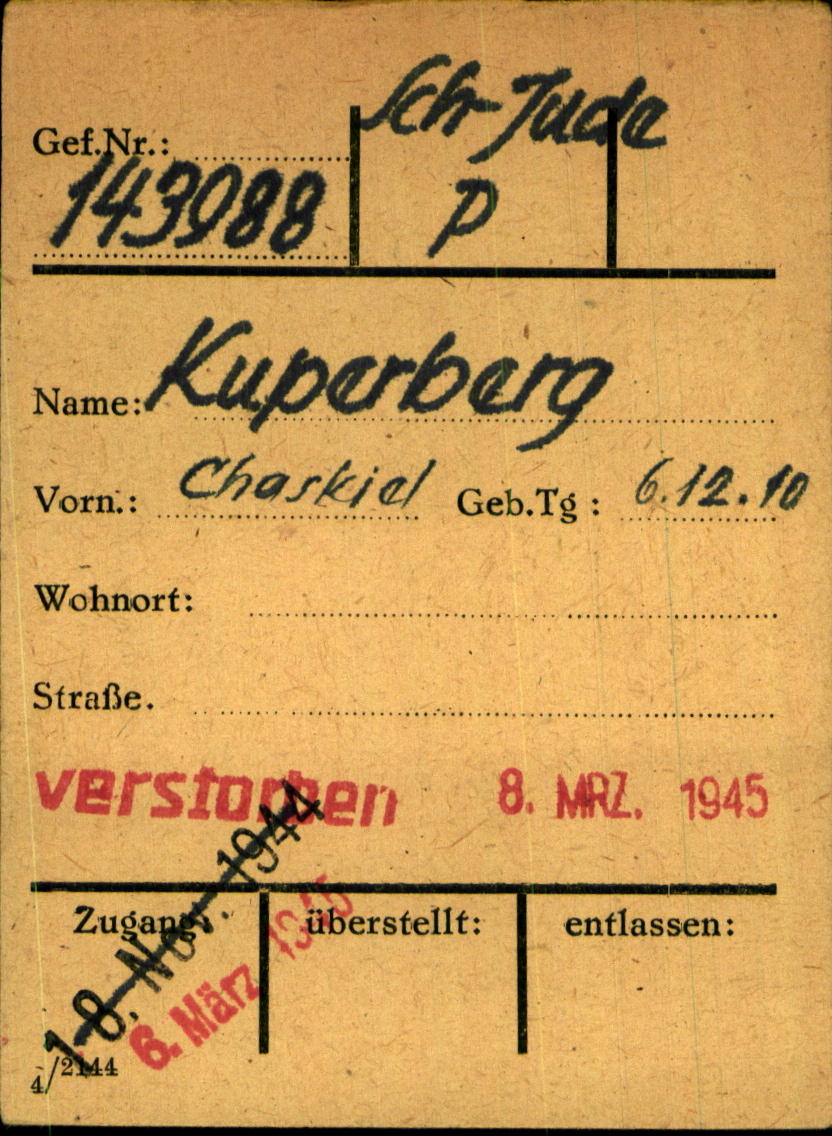 Gef.Nr.: Sch-Jude
143988 P
Name: Kuperberg
Vorn.: Chaskiel Geb.Tg: 6.12.10
Wohnort:
Straße.
verstorben 8. MRZ. 1945
Zugang: überstellt: entlassen:
18. Nov. 1944
6. März 1945
4/2144